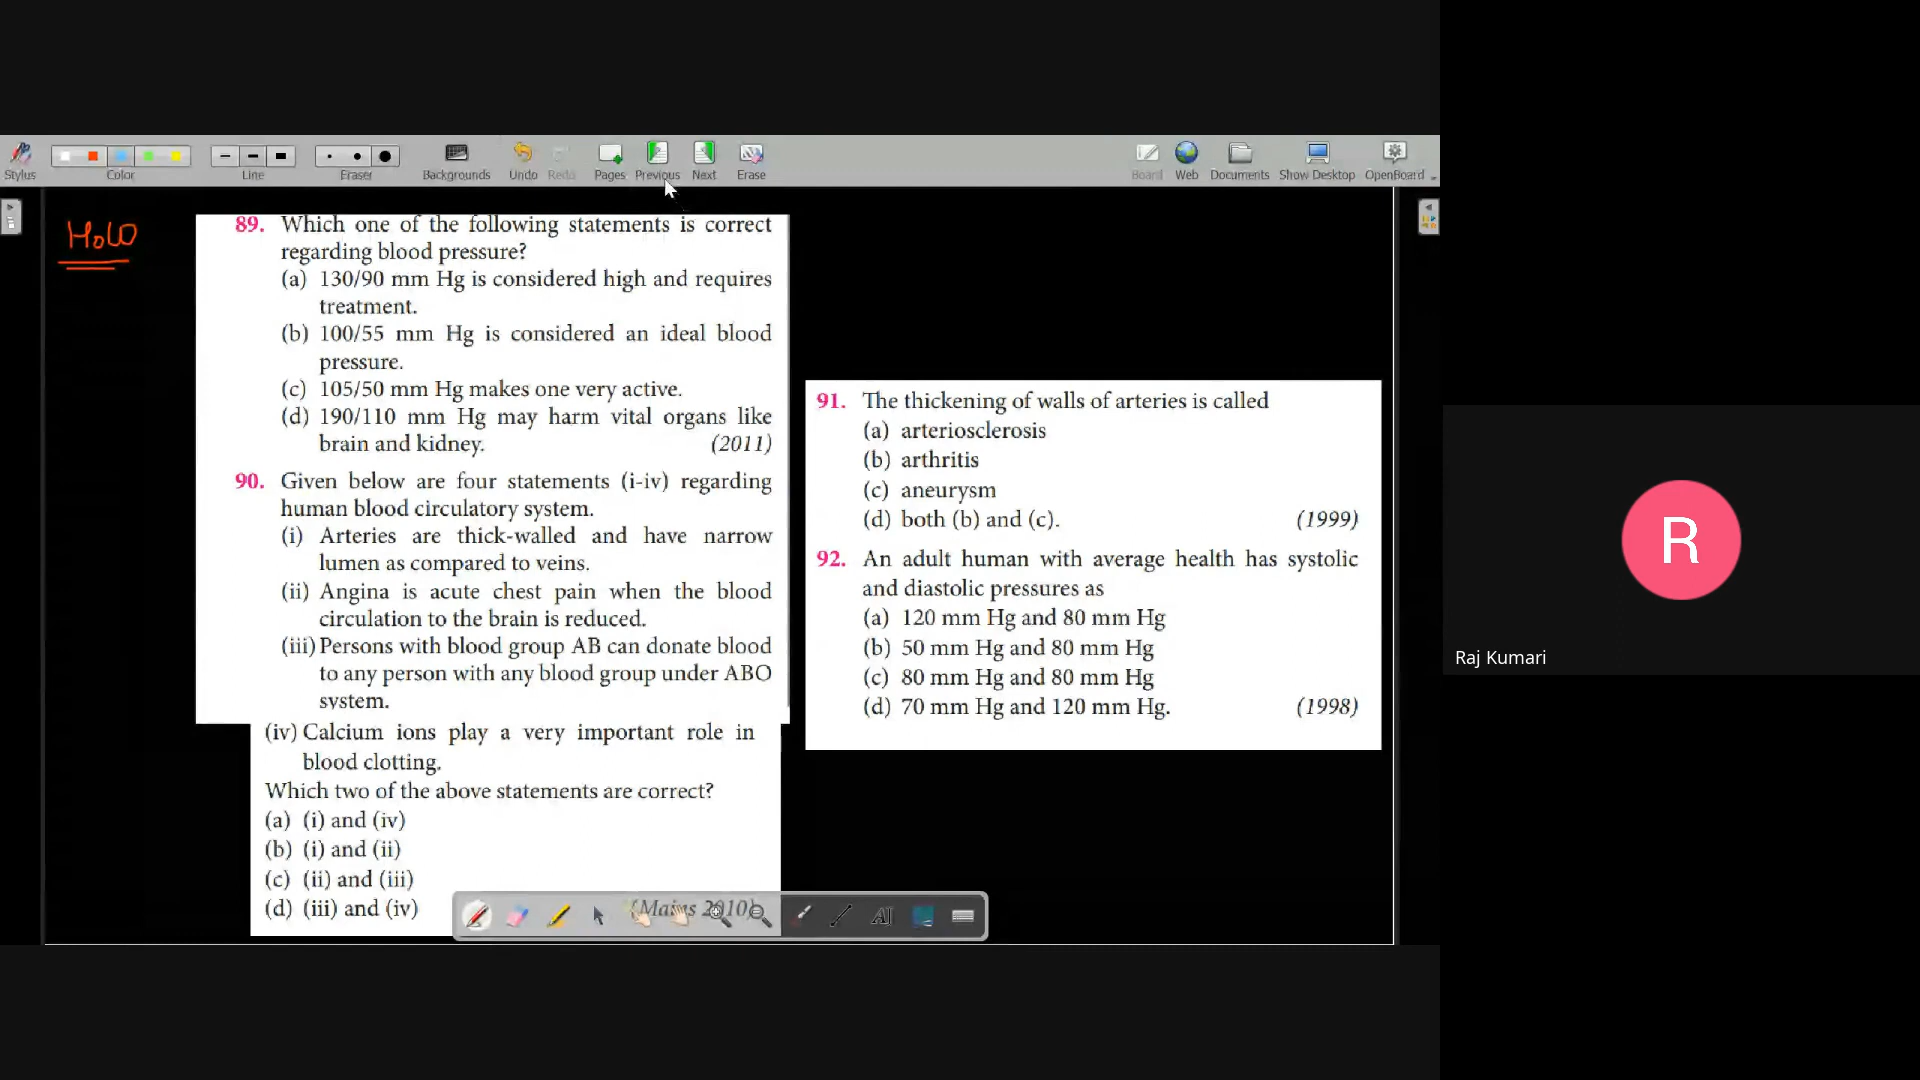 Stylus
Color
Line
Eraser
Backgrounds
Undo
Redo
Pages
Previous
Next
Erase
Board
Web
Documents
Show Desktop
OpenBoard
89. Which one of the following statements is correct
regarding blood pressure?
(a) 130/90 mm Hg is considered high and requires
treatment.
(b) 100/55 mm Hg is considered an ideal blood
pressure.
(c) 105/50 mm Hg makes one very active.
(d) 190/110 mm Hg may harm vital organs like
brain and kidney. (2011)
90. Given below are four statements (i-iv) regarding
human blood circulatory system.
(i) Arteries are thick-walled and have narrow
lumen as compared to veins.
(ii) Angina is acute chest pain when the blood
circulation to the brain is reduced.
(iii) Persons with blood group AB can donate blood
to any person with any blood group under ABO
system.
(iv) Calcium ions play a very important role in
blood clotting.
Which two of the above statements are correct?
(a) (i) and (iv)
(b) (i) and (ii)
(c) (ii) and (iii)
(d) (iii) and (iv) (Mains 2010)
91. The thickening of walls of arteries is called
(a) arteriosclerosis
(b) arthritis
(c) aneurysm
(d) both (b) and (c). (1999)
92. An adult human with average health has systolic
and diastolic pressures as
(a) 120 mm Hg and 80 mm Hg
(b) 50 mm Hg and 80 mm Hg
(c) 80 mm Hg and 80 mm Hg
(d) 70 mm Hg and 120 mm Hg. (1998)
R
Raj Kumari